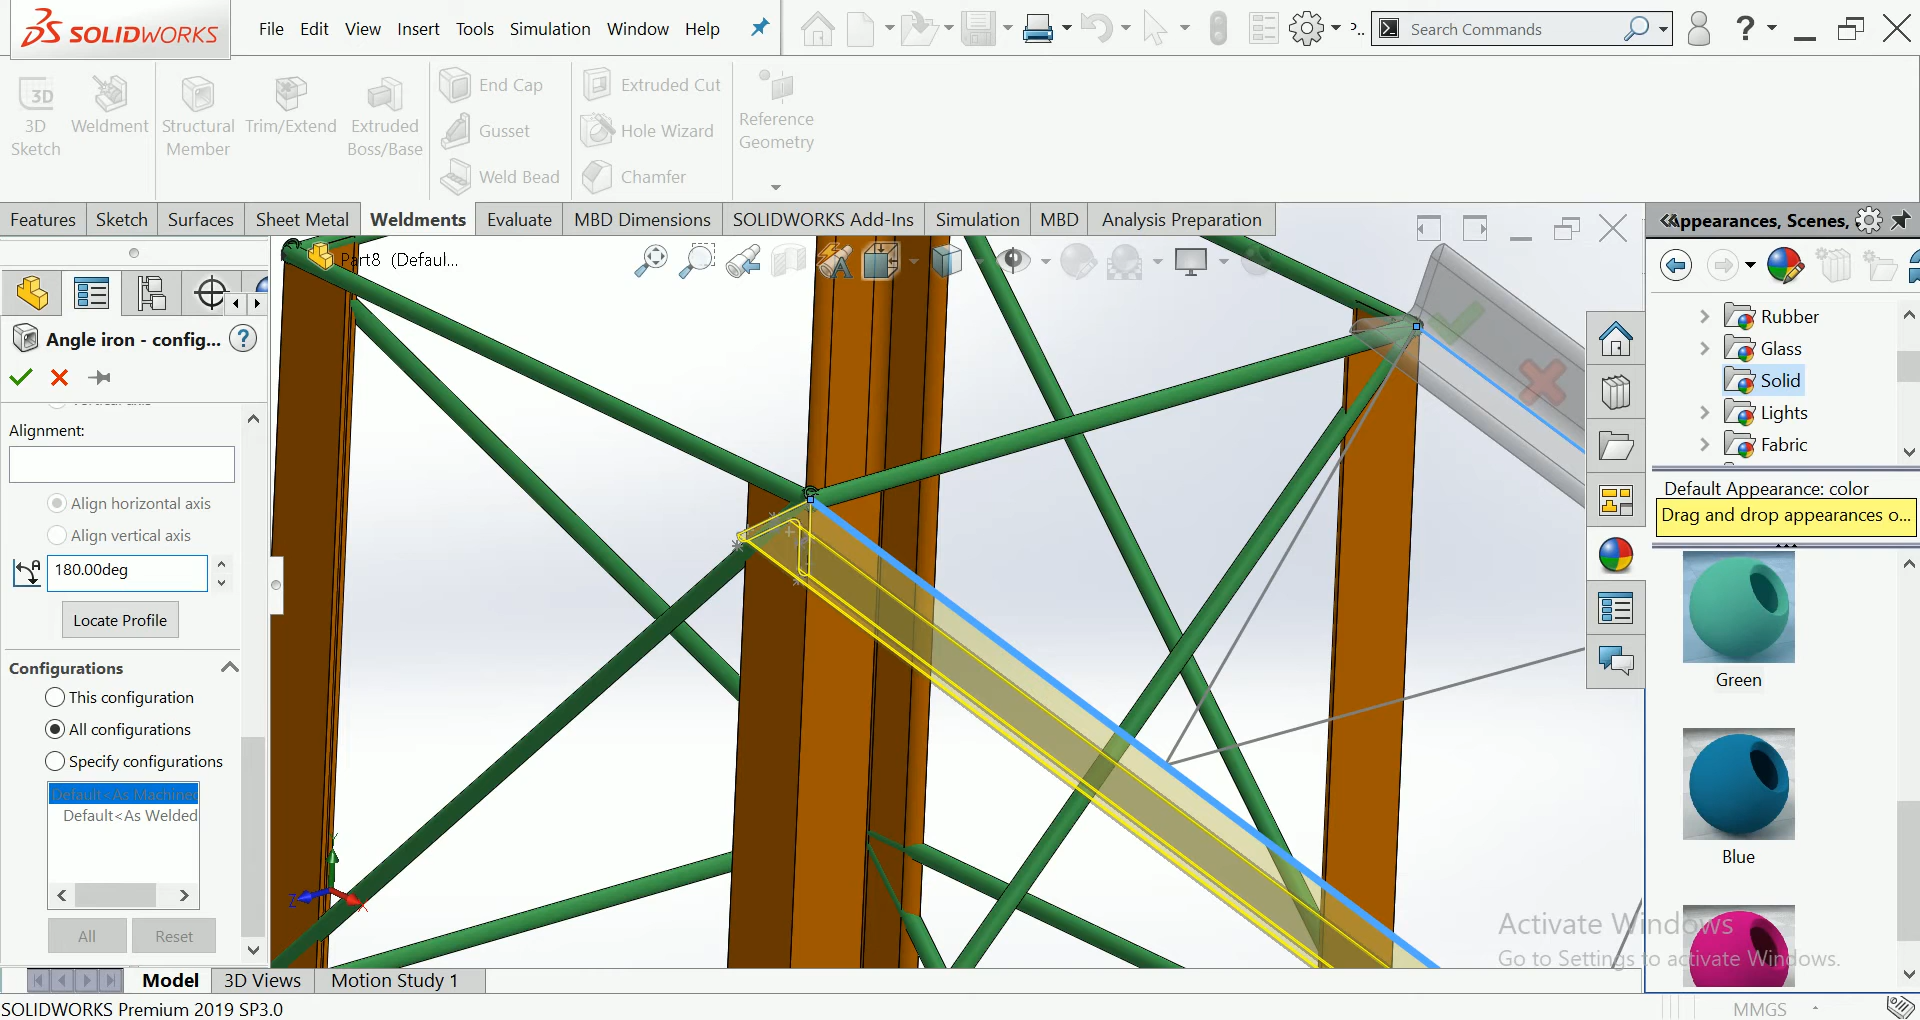 SOLIDWORKS
File Edit View Insert Tools Simulation Window Help
P..
Search Commands
?
3D
3D
Sketch
Weldment
Structural
Member
Trim/Extend
Extruded
Boss/Base
End Cap
Gusset
Weld Bead
Extruded Cut
Hole Wizard
Chamfer
Reference
Geometry
Features Sketch Surfaces Sheet Metal Weldments Evaluate MBD Dimensions SOLIDWORKS Add-Ins Simulation MBD Analysis Preparation
Appearances, Scenes,
Part8 (Defaul...
Angle iron - config... ?
Alignment:
Align horizontal axis
Align vertical axis
180.00deg
Locate Profile
Configurations
This configuration
All configurations
Specify configurations
Default<As Machined
Default<As Welded
All Reset
Z
X
Y
Rubber
Glass
Solid
Lights
Fabric
Default Appearance: color
Drag and drop appearances o...
Green
Blue
Activate Windows
Go to Settings to activate Windows.
Model 3D Views Motion Study 1
SOLIDWORKS Premium 2019 SP3.0
MMGS